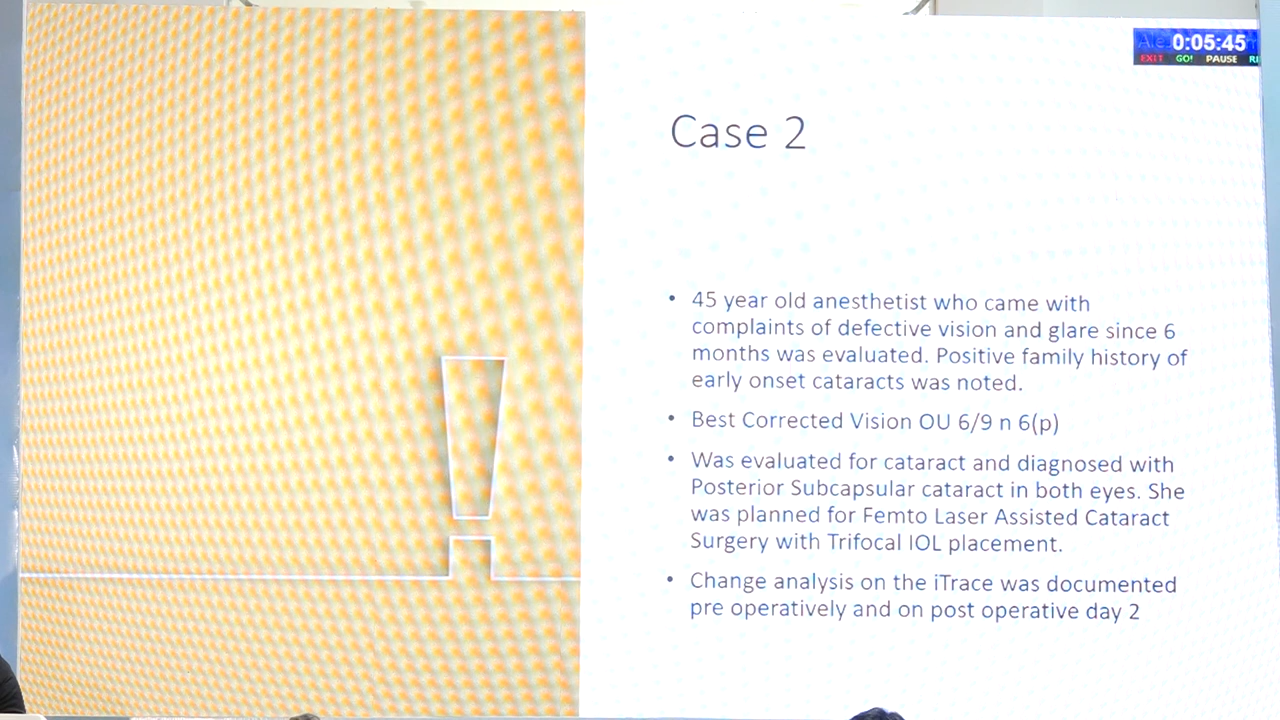 0:05:45
EXIT GO! PAUSE
Case 2
• 45 year old anesthetist who came with
complaints of defective vision and glare since 6
months was evaluated. Positive family history of
early onset cataracts was noted.
• Best Corrected Vision OU 6/9 n 6(p)
• Was evaluated for cataract and diagnosed with
Posterior Subcapsular cataract in both eyes. She
was planned for Femto Laser Assisted Cataract
Surgery with Trifocal IOL placement.
• Change analysis on the iTrace was documented
pre operatively and on post operative day 2